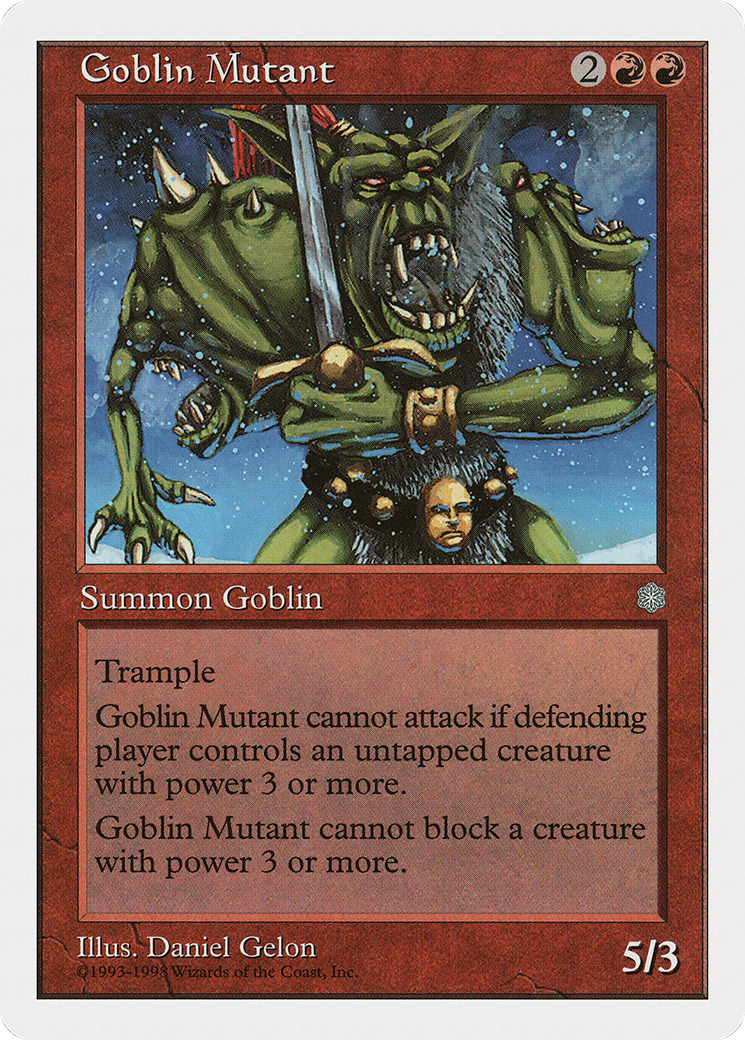 Goblin Mutant
2
Summon Goblin
Trample
Goblin Mutant cannot attack if defending
player controls an untapped creature
with power 3 or more.
Goblin Mutant cannot block a creature
with power 3 or more.
Illus. Daniel Gelon
©1993-1998 Wizards of the Coast, Inc.
5/3